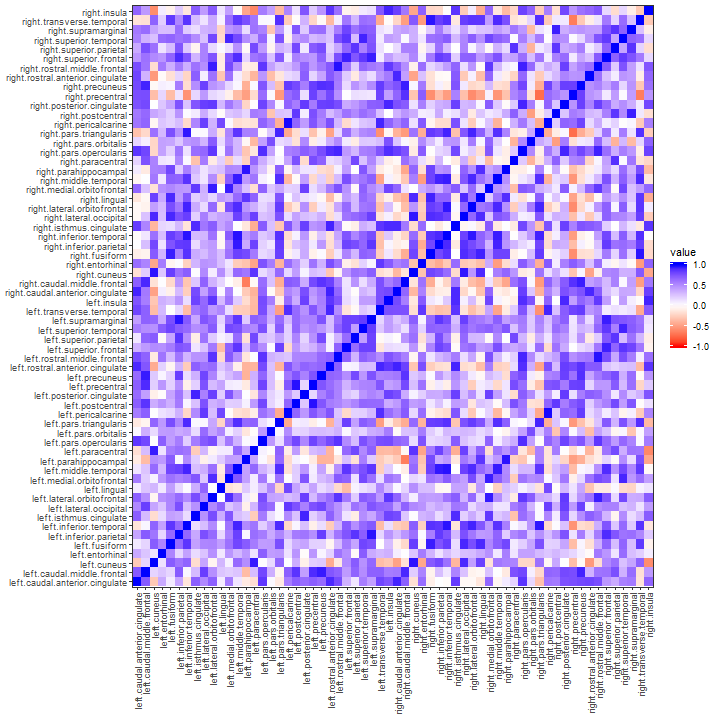 right.insula
right.transverse.temporal
right.supramarginal
right.superior.temporal
right.superior.parietal
right.superior.frontal
right.rostral.middle.frontal
right.rostral.anterior.cingulate
right.precuneus
right.precentral
right.posterior.cingulate
right.postcentral
right.pericalcarine
right.pars.triangularis
right.pars.orbitalis
right.pars.opercularis
right.paracentral
right.parahippocampal
right.middle.temporal
right.medial.orbitofrontal
right.lingual
right.lateral.orbitofrontal
right.lateral.occipital
right.isthmus.cingulate
right.inferior.temporal
right.inferior.parietal
right.fusiform
right.entorhinal
right.cuneus
right.caudal.middle.frontal
right.caudal.anterior.cingulate
left.insula
left.transverse.temporal
left.supramarginal
left.superior.temporal
left.superior.parietal
left.superior.frontal
left.rostral.middle.frontal
left.rostral.anterior.cingulate
left.precuneus
left.precentral
left.posterior.cingulate
left.postcentral
left.pericalcarine
left.pars.triangularis
left.pars.orbitalis
left.pars.opercularis
left.paracentral
left.parahippocampal
left.middle.temporal
left.medial.orbitofrontal
left.lingual
left.lateral.orbitofrontal
left.lateral.occipital
left.isthmus.cingulate
left.inferior.temporal
left.inferior.parietal
left.fusiform
left.entorhinal
left.cuneus
left.caudal.middle.frontal
left.caudal.anterior.cingulate
left.caudal.anterior.cingulate
left.caudal.middle.frontal
left.cuneus
left.entorhinal
left.fusiform
left.inferior.parietal
left.inferior.temporal
left.isthmus.cingulate
left.lateral.occipital
left.lateral.orbitofrontal
left.lingual
left.medial.orbitofrontal
left.middle.temporal
left.parahippocampal
left.paracentral
left.pars.opercularis
left.pars.orbitalis
left.pars.triangularis
left.pericalcarine
left.postcentral
left.posterior.cingulate
left.precentral
left.precuneus
left.rostral.anterior.cingulate
left.rostral.middle.frontal
left.superior.frontal
left.superior.parietal
left.superior.temporal
left.supramarginal
left.transverse.temporal
left.insula
right.caudal.anterior.cingulate
right.caudal.middle.frontal
right.cuneus
right.entorhinal
right.fusiform
right.inferior.parietal
right.inferior.temporal
right.isthmus.cingulate
right.lateral.occipital
right.lateral.orbitofrontal
right.lingual
right.medial.orbitofrontal
right.middle.temporal
right.parahippocampal
right.paracentral
right.pars.opercularis
right.pars.orbitalis
right.pars.triangularis
right.pericalcarine
right.postcentral
right.posterior.cingulate
right.precentral
right.precuneus
right.rostral.anterior.cingulate
right.rostral.middle.frontal
right.superior.frontal
right.superior.parietal
right.superior.temporal
right.supramarginal
right.transverse.temporal
right.insula
value
1.0
0.5
0.0
-0.5
-1.0